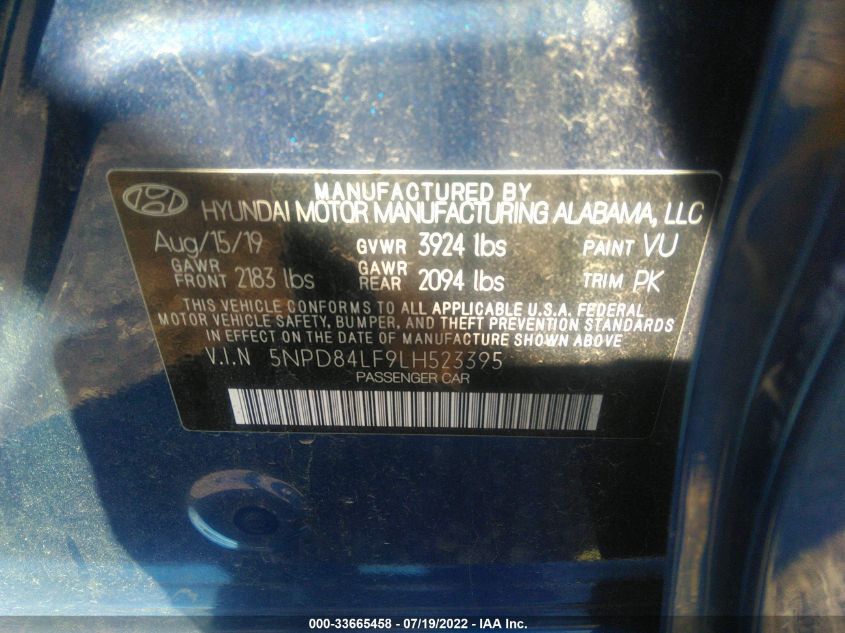 MANUFACTURED BY
HYUNDAI MOTOR MANUFACTURING ALABAMA, LLC
Aug/15/19 GVWR 3924 lbs PAINT VU
GAWR FRONT 2183 lbs GAWR REAR 2094 lbs TRIM PK
THIS VEHICLE CONFORMS TO ALL APPLICABLE U.S.A. FEDERAL
MOTOR VEHICLE SAFETY, BUMPER, AND THEFT PREVENTION STANDARDS
IN EFFECT ON THE DATE OF MANUFACTURE SHOWN ABOVE.
V.I.N 5NPD84LF9LH523395
PASSENGER CAR
000-33665458 - 07/19/2022 - IAA Inc.